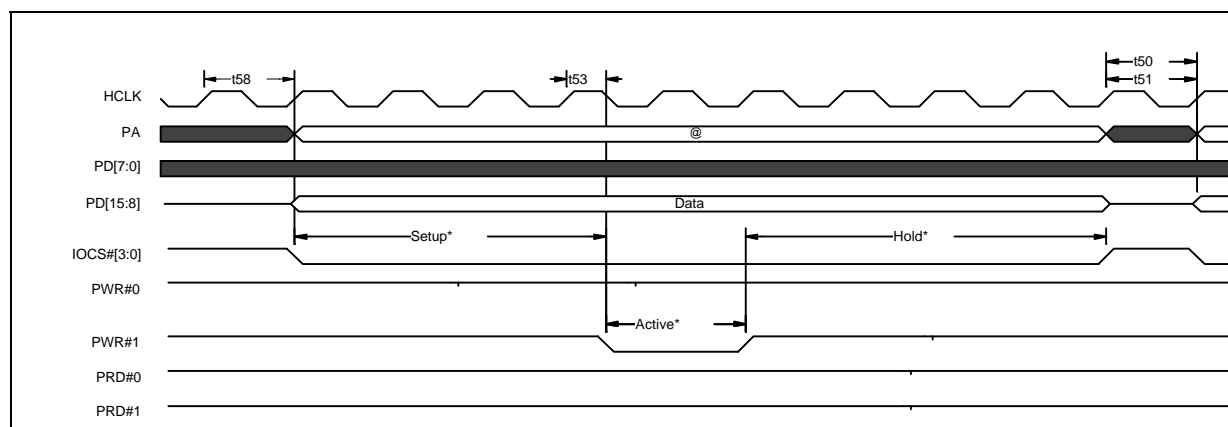 t50
t58
t53
t51
HCLK
PA
@
PD[7:0]
PD[15:8]
Data
Setup*
Hold*
IOCS#[3:0]
PWR#0
Active*
PWR#1
PRD#0
PRD#1